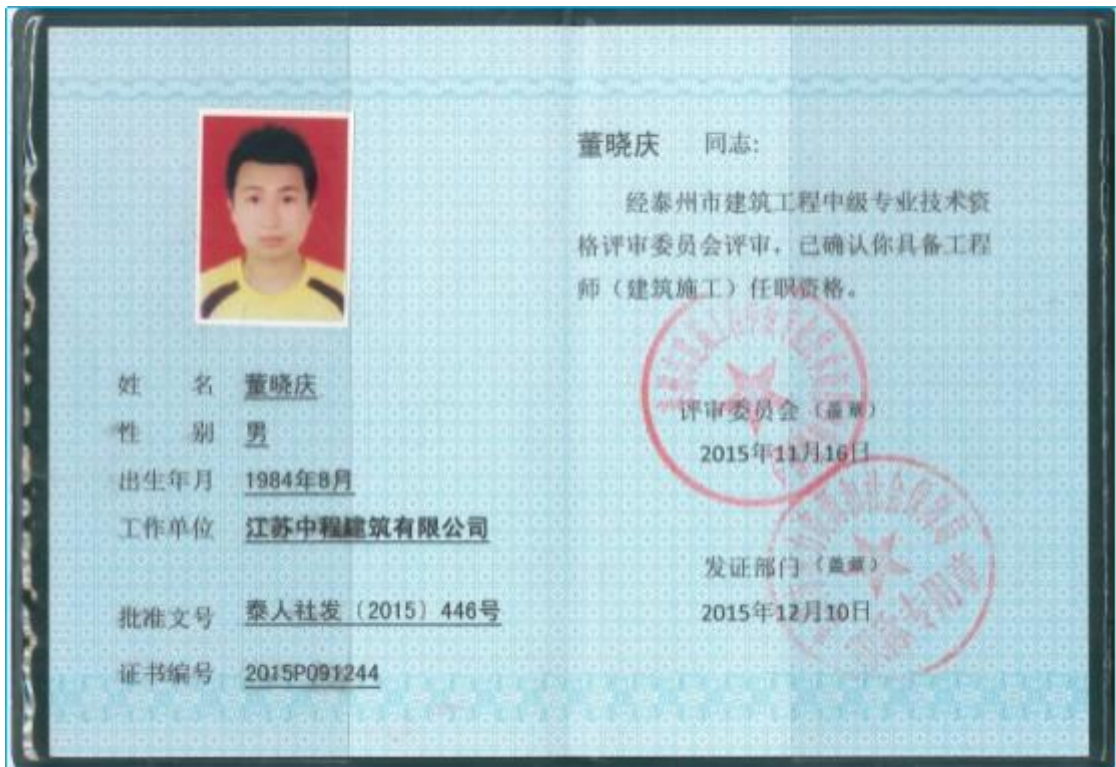 姓 名 董晓庆
性 别 男
出生年月 1984年8月
工作单位 江苏中程建筑有限公司
批准文号 泰人社发〔2015〕446号
证书编号 2015P091244
董晓庆 同志:
经泰州市建筑工程中级专业技术资
格评审委员会评审,已确认你具备工程
师(建筑施工)任职资格。
评审委员会(盖章)
2015年11月16日
发证部门(盖章)
2015年12月10日